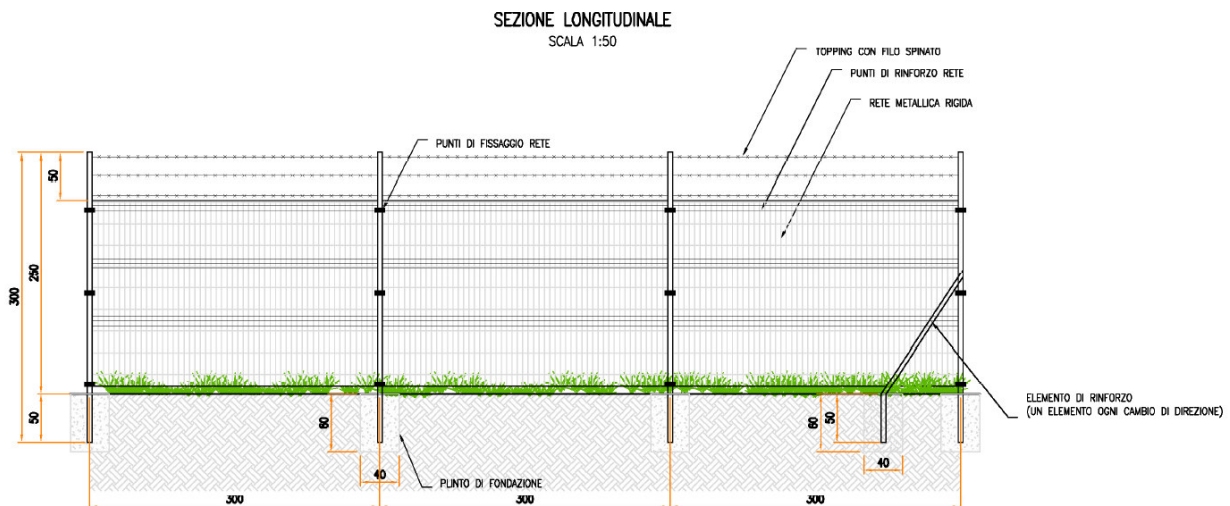 SEZIONE LONGITUDINALE
SCALA 1:50
TOPPING CON FILO SPINATO
PUNTI DI RINFORZO RETE
RETE METALLICA RIGIDA
PUNTI DI FISSAGGIO RETE
50
250
300
50
60
40
60
50
40
ELEMENTO DI RINFORZO
(UN ELEMENTO OGNI CAMBIO DI DIREZIONE)
PUNTO DI FONDAZIONE
300
300
300